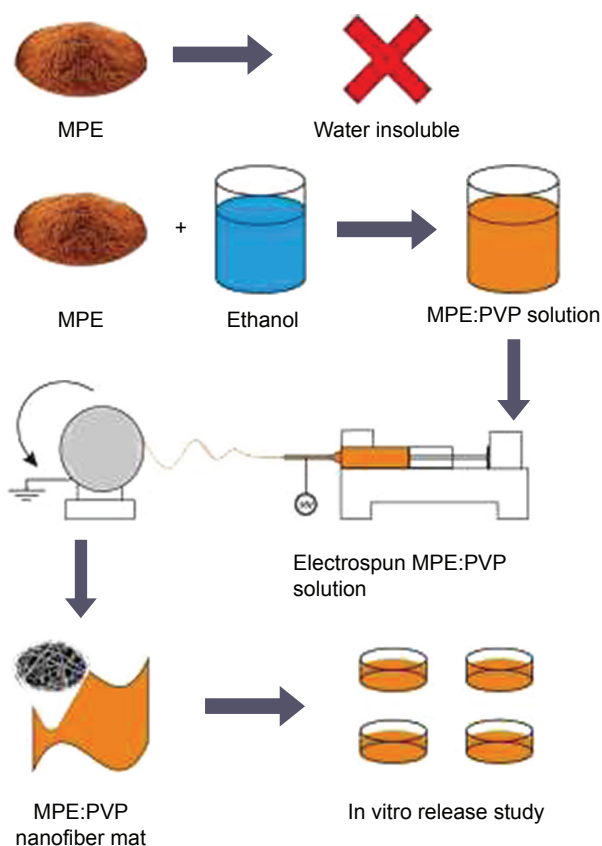 MPE
Water insoluble
+
MPE
Ethanol
MPE:PVP solution
HV
Electrospun MPE:PVP
solution
MPE:PVP
nanofiber mat
In vitro release study